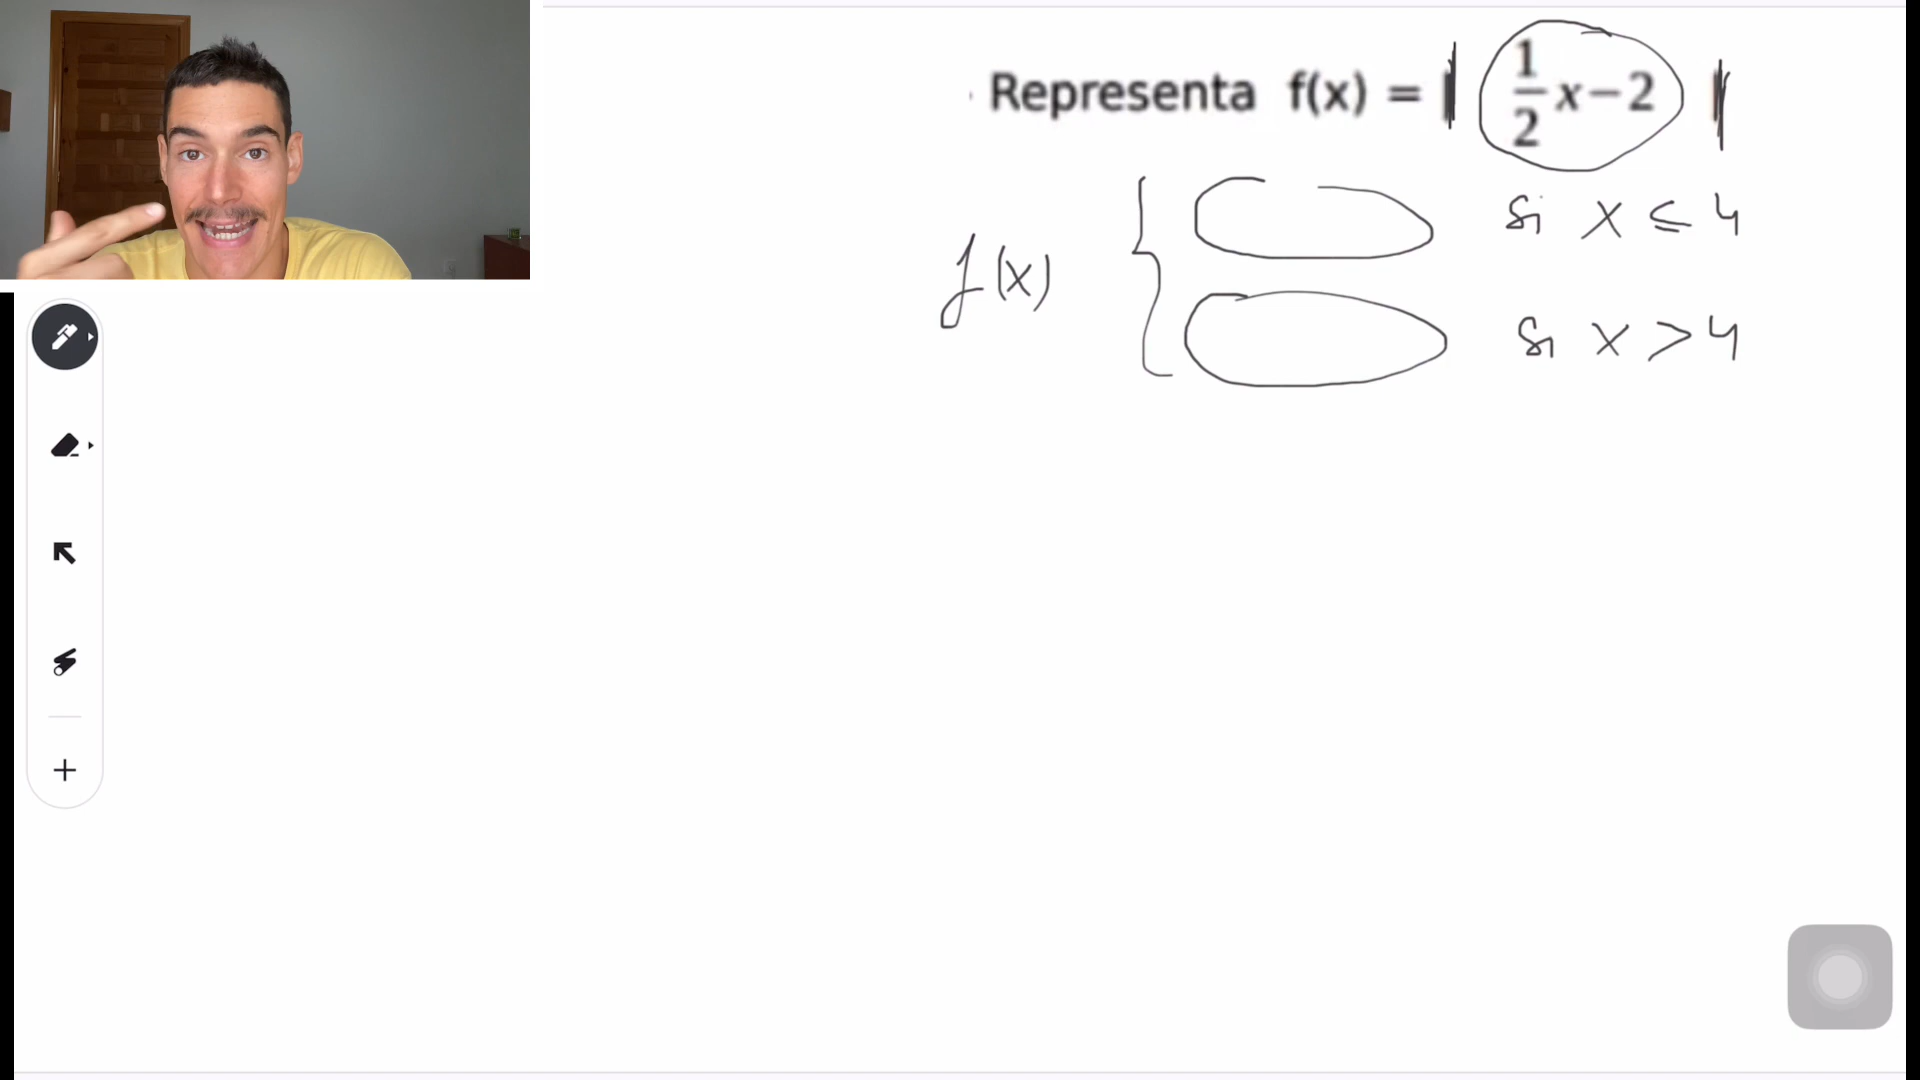 Representa f(x) = | 1/2 x - 2 |
f(x) { si x ≤ 4
si x > 4